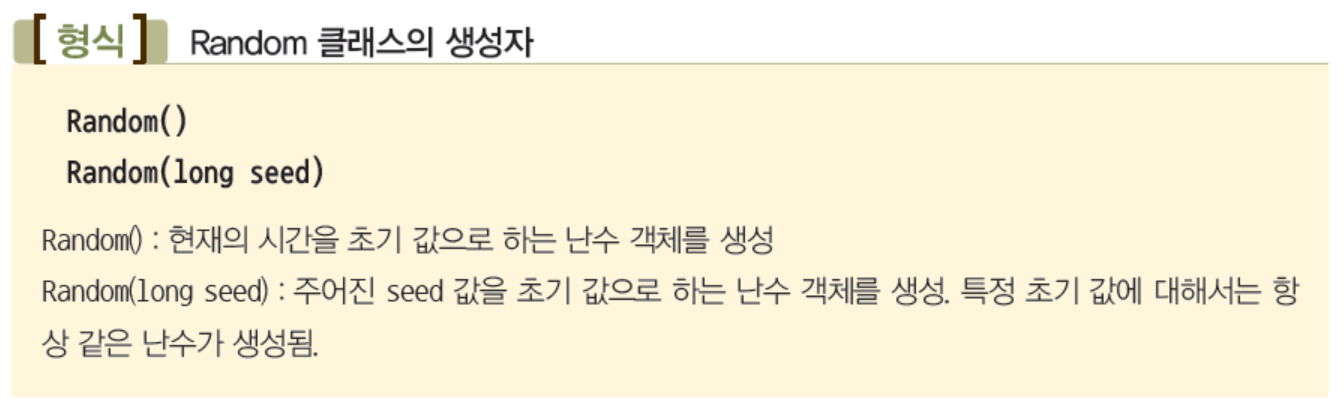 [ 형식 ] Random 클래스의 생성자
Random()
Random(long seed)
Random() : 현재의 시간을 초기 값으로 하는 난수 객체를 생성
Random(long seed) : 주어진 seed 값을 초기 값으로 하는 난수 객체를 생성. 특정 초기 값에 대해서는 항
상 같은 난수가 생성됨.